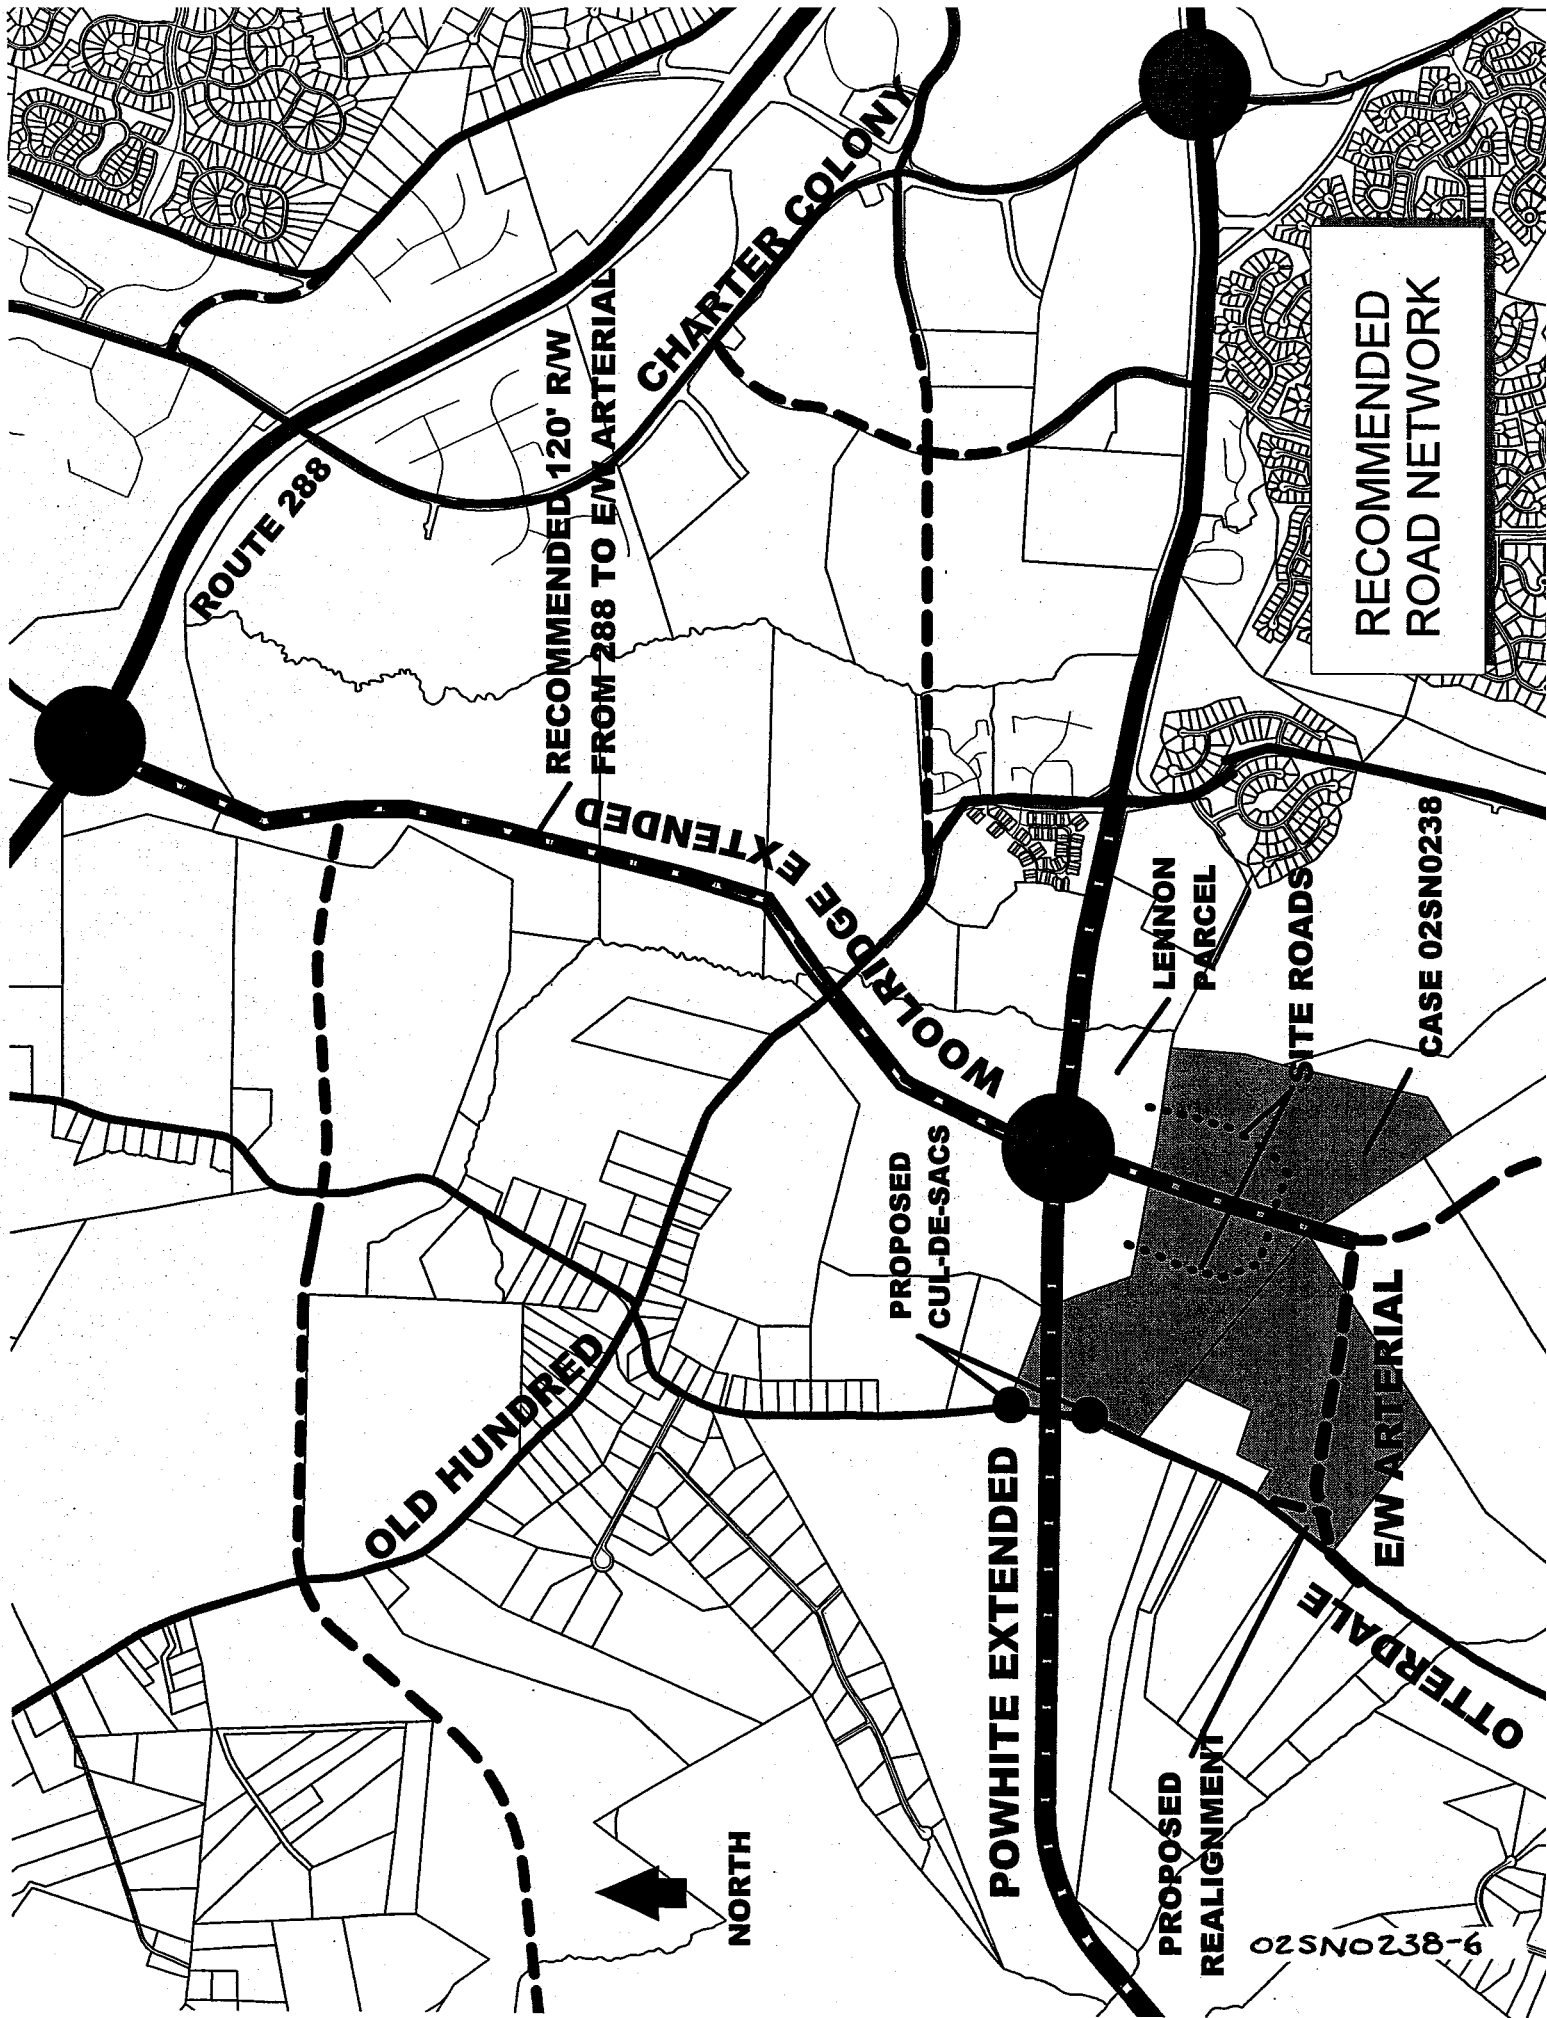 ROUTE 288
RECOMMENDED 120' R/W
FROM 288 TO E/W ARTERIAL
CHARTER COLONY
WOOLRIDGE EXTENDED
OLD HUNDRED
PROPOSED
CUL-DE-SACS
LENNON
PARCEL
SITE ROADS
CASE 02SN0238
E/W ARTERIAL
POWHITE EXTENDED
OTTERDALE
PROPOSED
REALIGNMENT
NORTH
RECOMMENDED
ROAD NETWORK
02SN0238-6